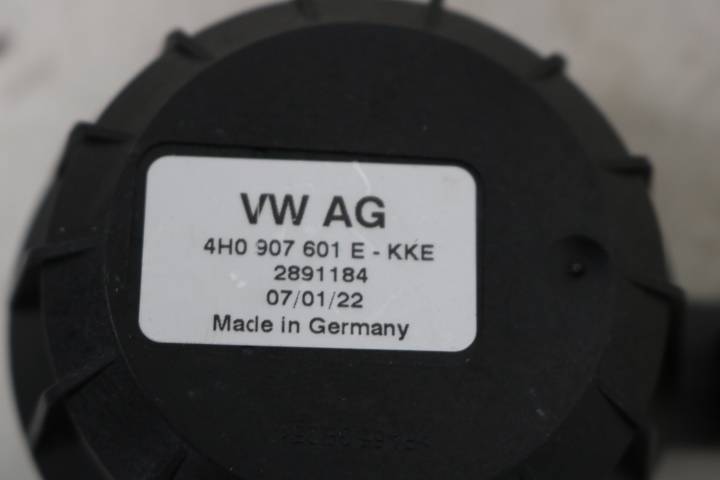 VW AG
4H0 907 601 E - KKE
2891184
07/01/22
Made in Germany